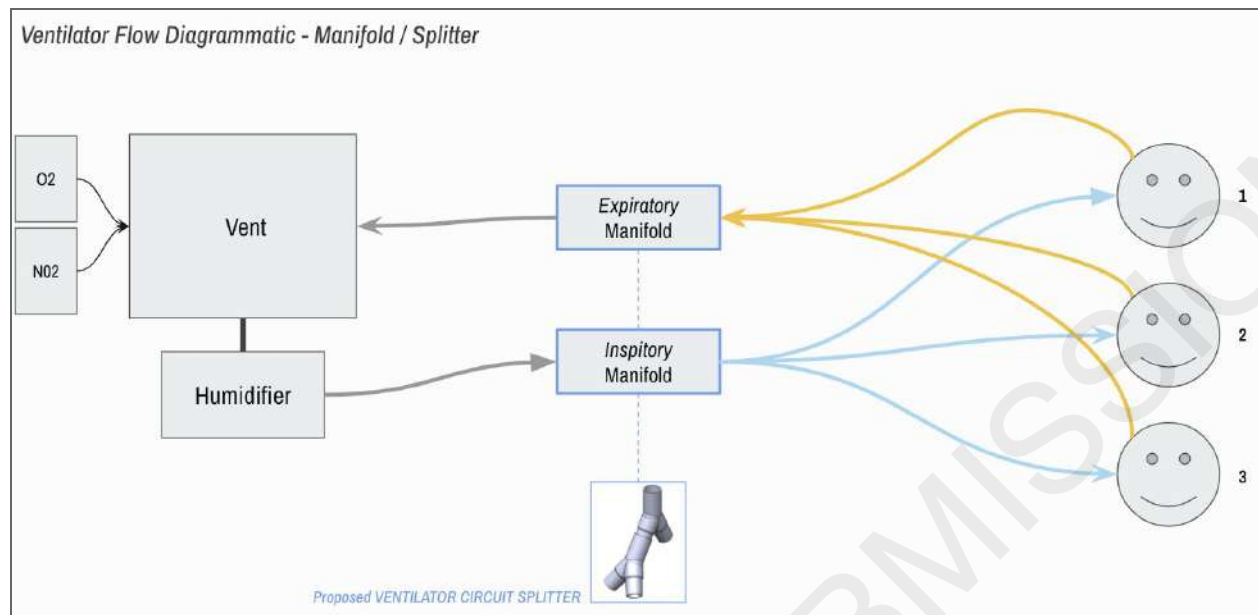 Ventilator Flow Diagrammatic - Manifold / Splitter
O2
N02
Vent
Humidifier
Expiratory
Manifold
Inspitory
Manifold
1
2
3
Proposed VENTILATOR CIRCUIT SPLITTER
BMISSION